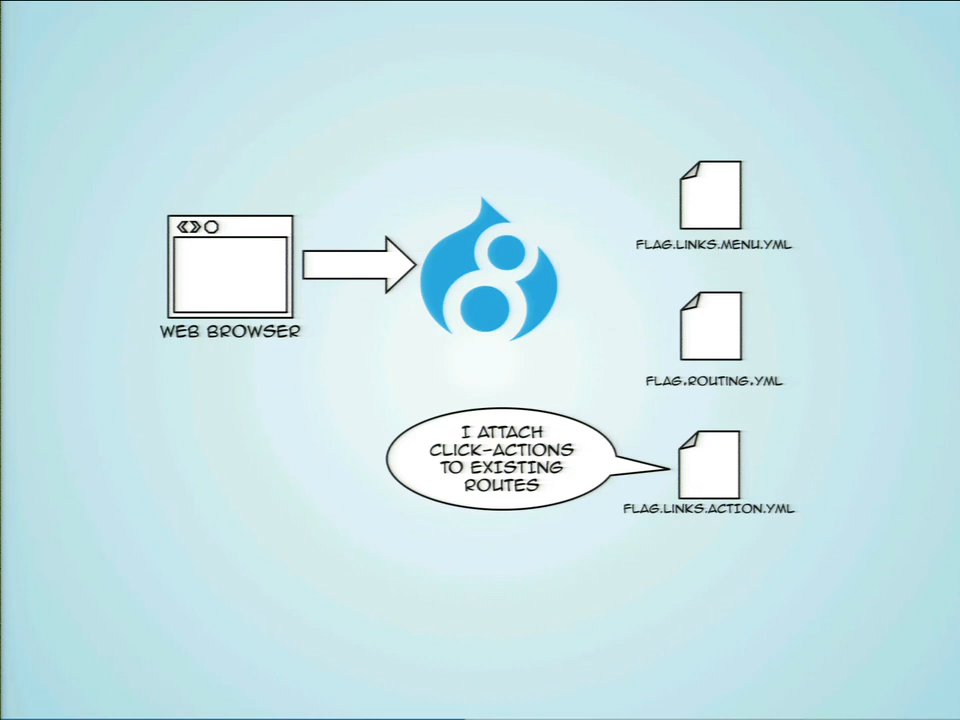 FLAG.LINKS.MENU.YML
WEB BROWSER
8
FLAG.ROUTING.YML
I ATTACH
CLICK-ACTIONS
TO EXISTING
ROUTES
FLAG.LINKS.ACTION.YML